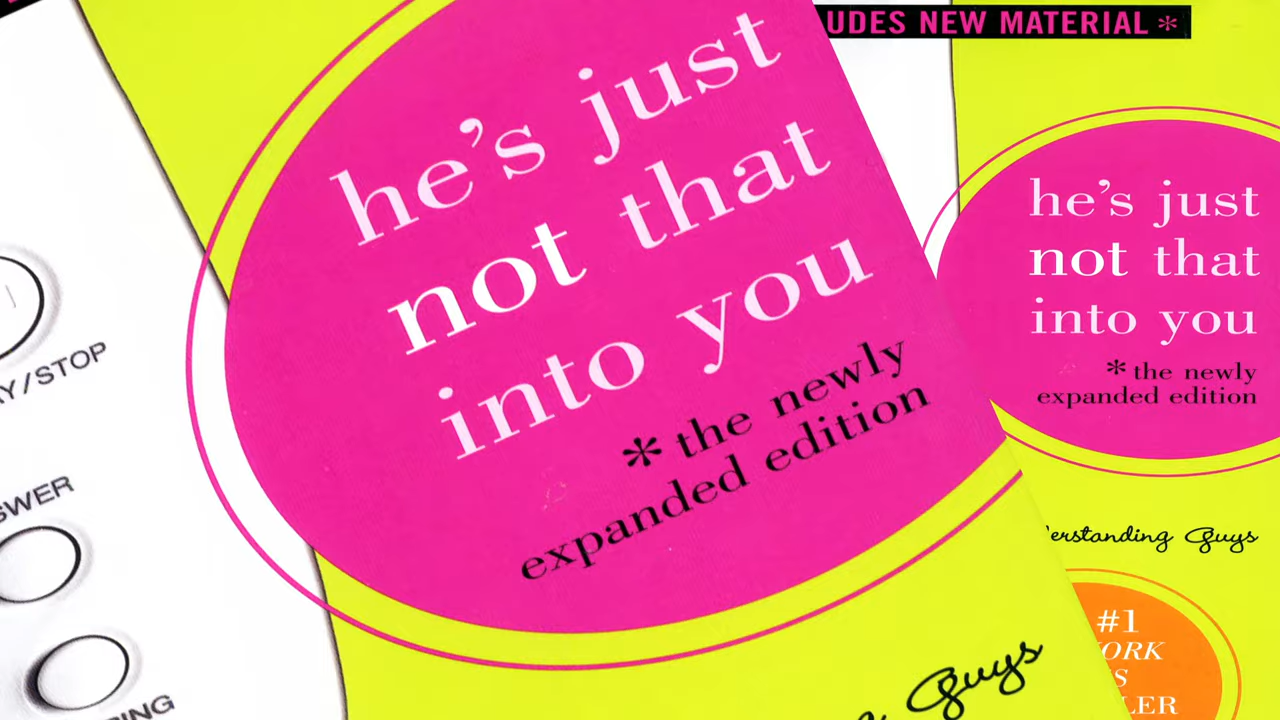 UDES NEW MATERIAL *
he's just
not that
into you
* the newly
expanded edition
Guys
Y/STOP
SWER
RING
he's just
not that
into you
* the newly
expanded edition
erstanding Guys
#1
ORK
S
LER